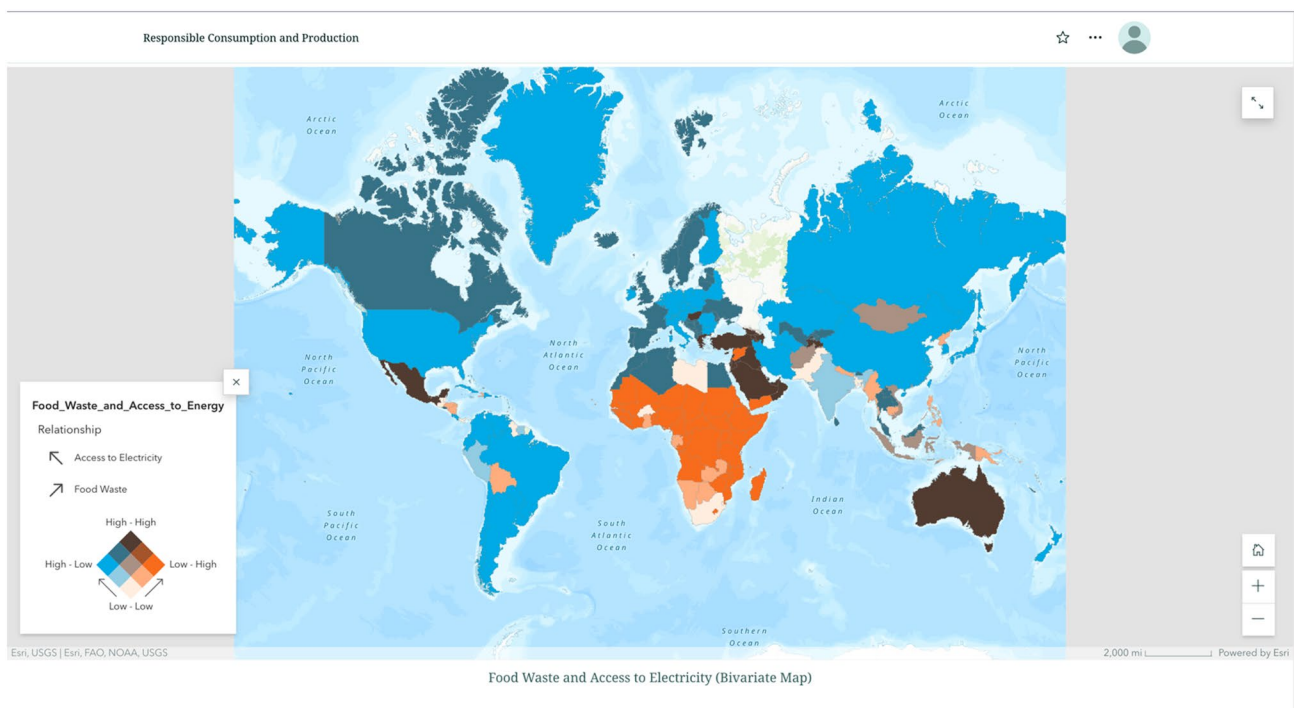 Responsible Consumption and Production
Arctic
Ocean
Arctic
Ocean
North
Pacific
Ocean
North
Atlantic
Ocean
North
Pacific
Ocean
South
Pacific
Ocean
South
Atlantic
Ocean
Indian
Ocean
Southern
Ocean
Food_Waste_and_Access_to_Energy
Relationship
Access to Electricity
Food Waste
High - High
High - Low
Low - High
Low - Low
Esri, USGS | Esri, FAO, NOAA, USGS
2,000 mi
Powered by Esri
Food Waste and Access to Electricity (Bivariate Map)